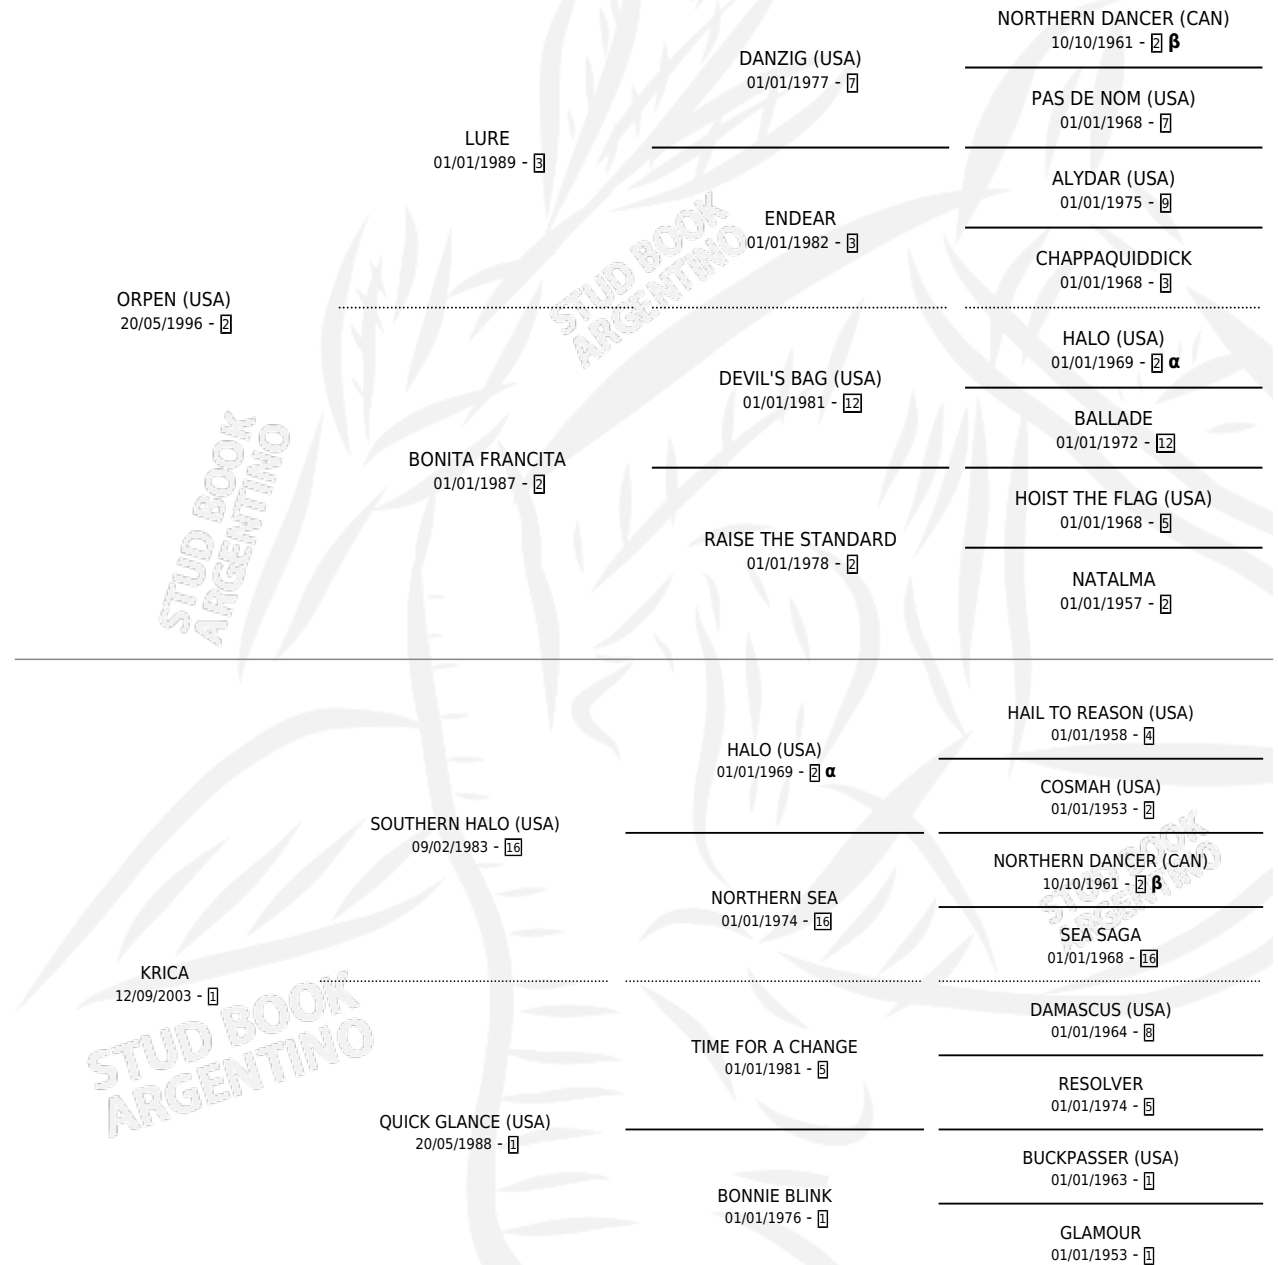 NORTHERN DANCER (CAN)
10/10/1961 - 2 β
DANZIG (USA)
01/01/1977 - 7
PAS DE NOM (USA)
01/01/1968 - 7
LURE
01/01/1989 - 3
ALYDAR (USA)
01/01/1975 - 9
ENDEAR
01/01/1982 - 3
CHAPPAQUIDDICK
01/01/1968 - 3
ORPEN (USA)
20/05/1996 - 2
HALO (USA)
01/01/1969 - 2 α
DEVIL'S BAG (USA)
01/01/1981 - 12
BALLADE
01/01/1972 - 12
BONITA FRANCITA
01/01/1987 - 2
HOIST THE FLAG (USA)
01/01/1968 - 5
RAISE THE STANDARD
01/01/1978 - 2
NATALMA
01/01/1957 - 2
HAIL TO REASON (USA)
01/01/1958 - 4
HALO (USA)
01/01/1969 - 2 α
COSMAH (USA)
01/01/1953 - 2
SOUTHERN HALO (USA)
09/02/1983 - 16
NORTHERN DANCER (CAN)
10/10/1961 - 2 β
NORTHERN SEA
01/01/1974 - 16
SEA SAGA
01/01/1968 - 16
KRICA
12/09/2003 - 1
DAMASCUS (USA)
01/01/1964 - 8
TIME FOR A CHANGE
01/01/1981 - 5
RESOLVER
01/01/1974 - 5
QUICK GLANCE (USA)
20/05/1988 - 1
BUCKPASSER (USA)
01/01/1963 - 1
BONNIE BLINK
01/01/1976 - 1
GLAMOUR
01/01/1953 - 1
STUD BOOK
ARGENTINO
STUD BOOK
ARGENTINO
STUD BOOK
ARGENTINO
STUD BOOK
ARGENTINO